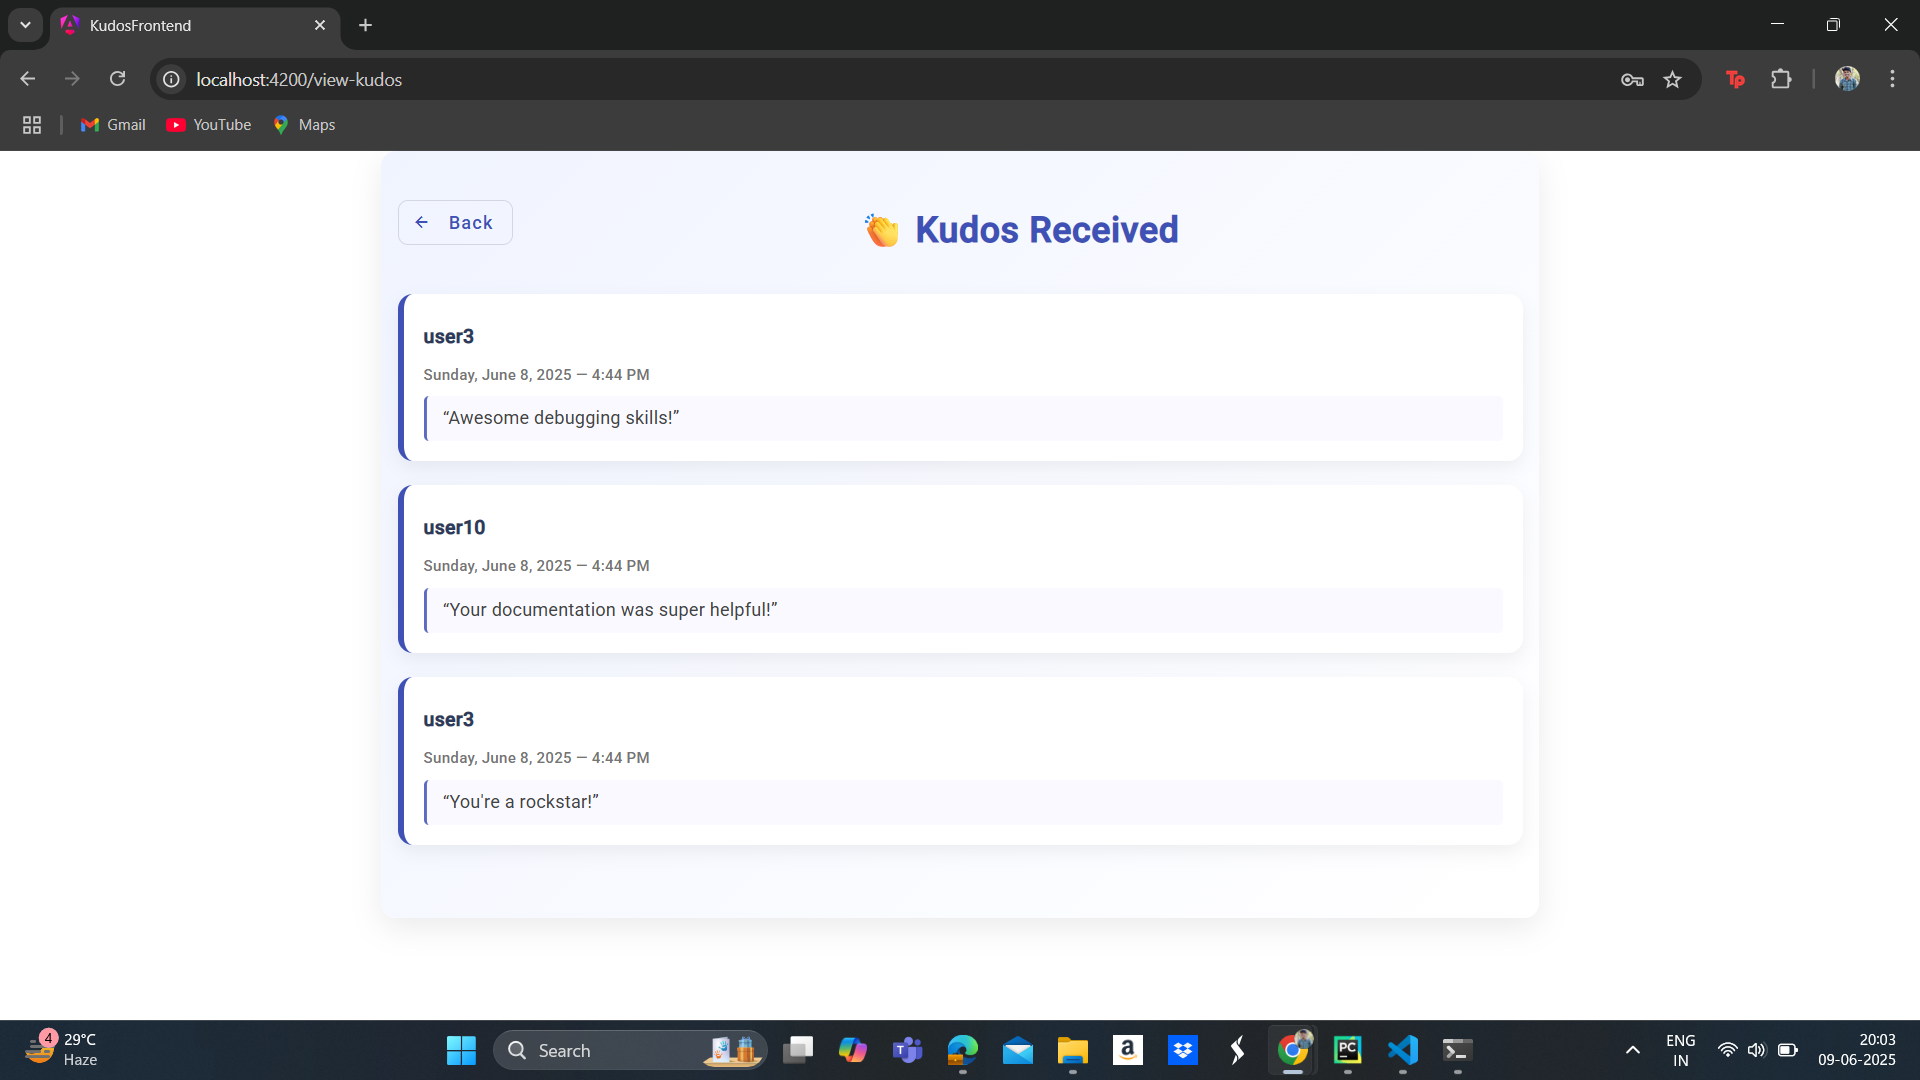 KudosFrontend
localhost:4200/view-kudos
Tp
Gmail
YouTube
Maps
Back
Kudos Received
user3
Sunday, June 8, 2025 — 4:44 PM
“Awesome debugging skills!”
user10
Sunday, June 8, 2025 — 4:44 PM
“Your documentation was super helpful!”
user3
Sunday, June 8, 2025 — 4:44 PM
“You're a rockstar!”
4
29°C
Haze
Search
T
a
PC
ENG
IN
20:03
09-06-2025